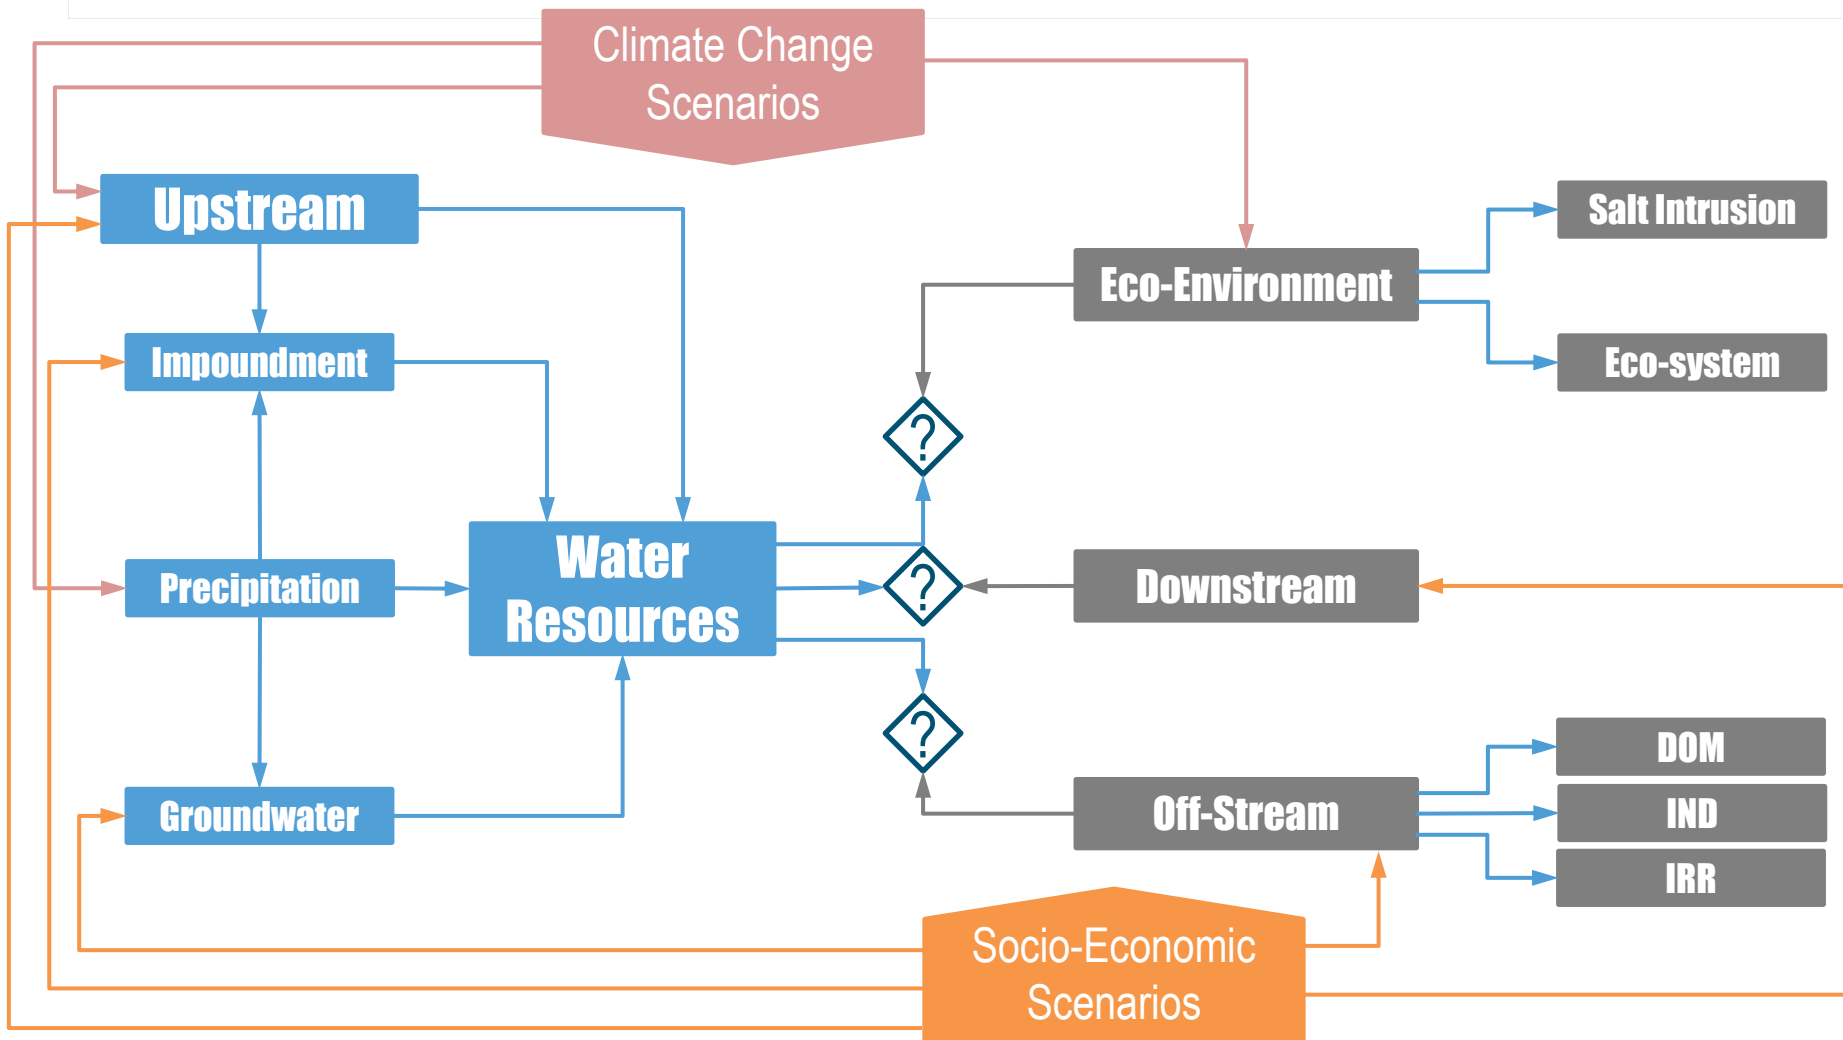 Climate Change
Scenarios
Upstream
Salt Intrusion
Eco-Environment
Impoundment
Eco-system
?
Water
Resources
Precipitation
?
Downstream
?
DOM
Groundwater
Off-Stream
IND
IRR
Socio-Economic
Scenarios